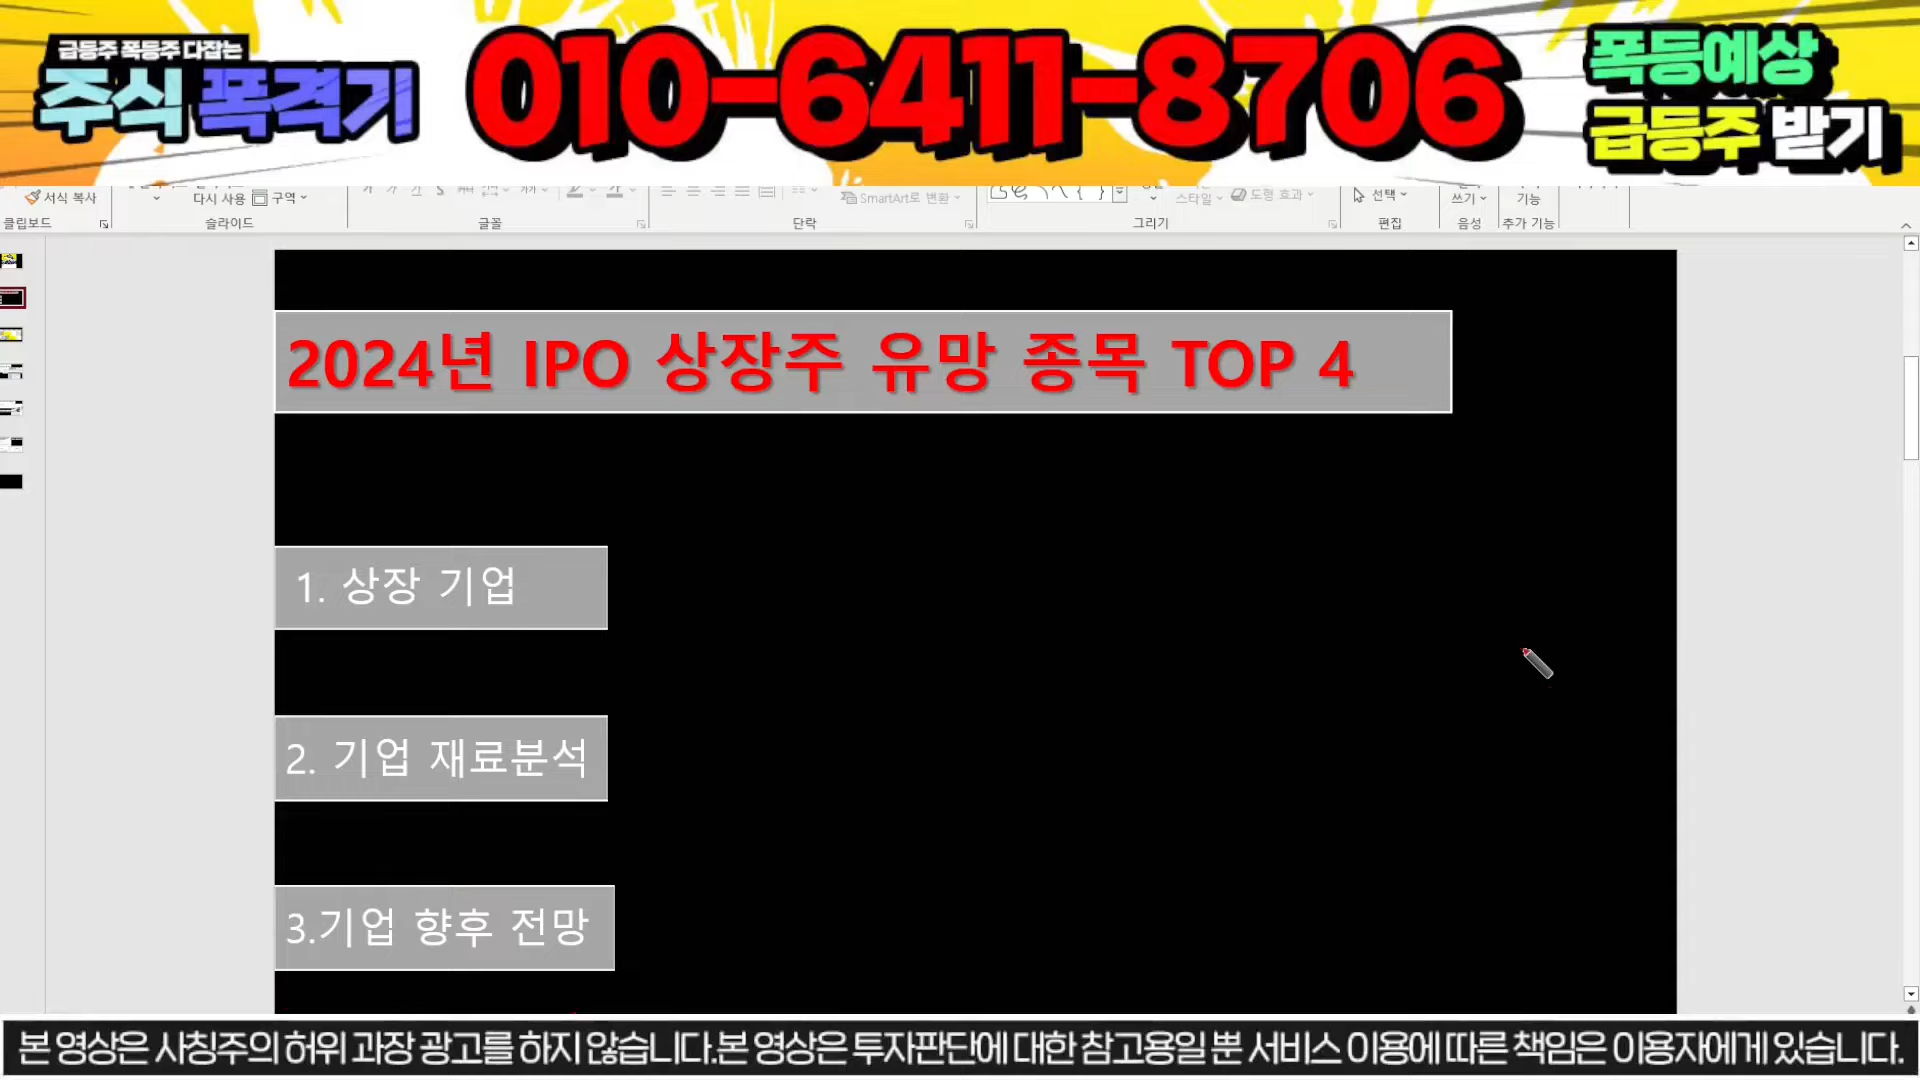 급등주 폭등주 다잡는
주식 폭격기
010-6411-8706
폭등예상
급등주 받기
서식 복사
다시 사용
구역
SmartArt로 변환
스타일
도형 효과
선택
쓰기
기능
클립보드
슬라이드
글꼴
단락
그리기
편집
음성
추가 기능
2024년 IPO 상장주 유망 종목 TOP 4
1. 상장 기업
2. 기업 재료분석
3.기업 향후 전망
본 영상은 사칭주의 허위 과장 광고를 하지 않습니다.본 영상은 투자판단에 대한 참고용일 뿐 서비스 이용에 따른 책임은 이용자에게 있습니다.